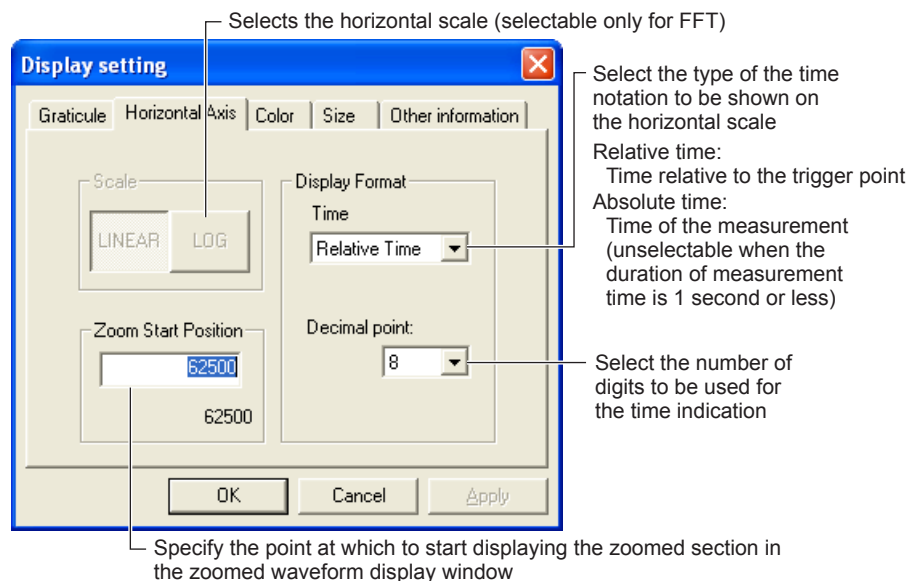 Selects the horizontal scale (selectable only for FFT)
Display setting
Graticule Horizontal Axis Color Size Other information
Scale
LINEAR LOG
Display Format
Time
Relative Time
Zoom Start Position
62500
62500
Decimal point:
8
OK Cancel Apply
Select the type of the time
notation to be shown on
the horizontal scale
Relative time:
Time relative to the trigger point
Absolute time:
Time of the measurement
(unselectable when the
duration of measurement
time is 1 second or less)
Select the number of
digits to be used for
the time indication
Specify the point at which to start displaying the zoomed section in
the zoomed waveform display window